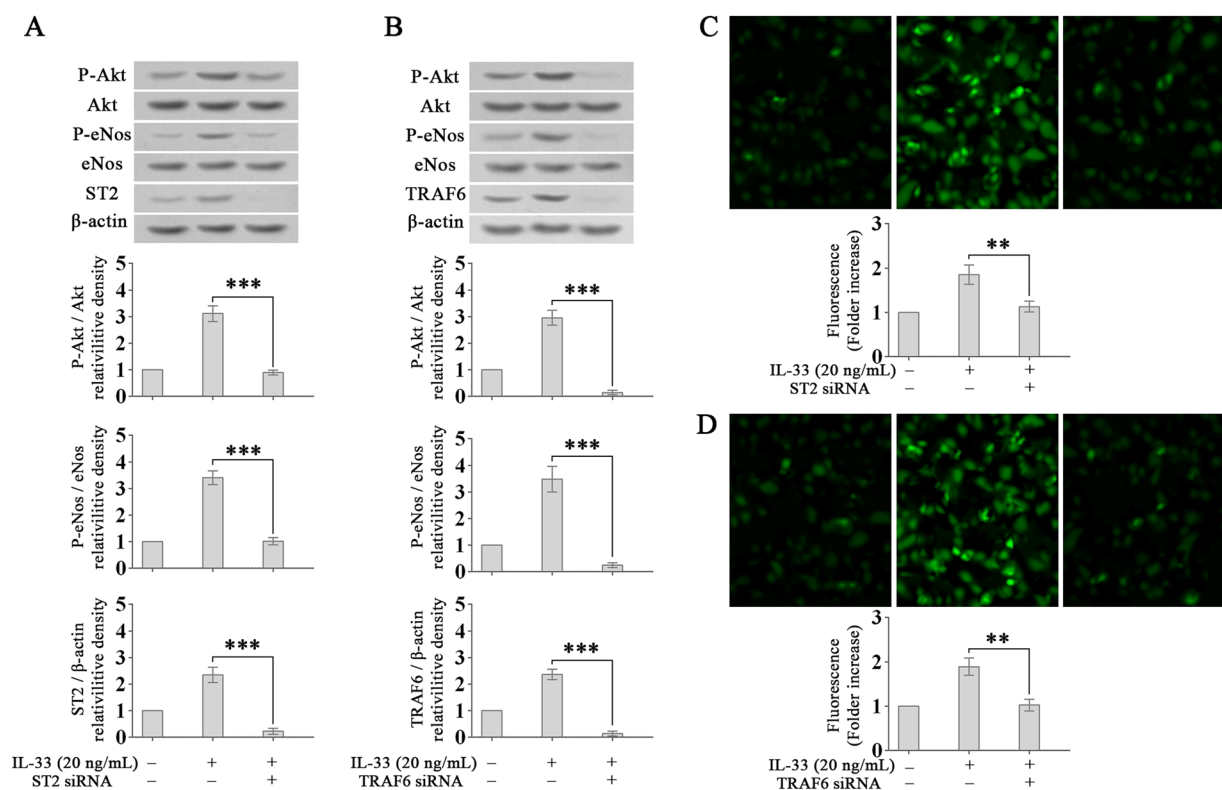 A
P-Akt
Akt
P-eNos
eNos
ST2
β-actin
P-Akt / Akt
relativilitive density
5
4
3
2
1
0
***
P-eNos / eNos
relativilitive density
5
4
3
2
1
0
***
ST2 / β-actin
relativilitive density
5
4
3
2
1
0
***
IL-33 (20 ng/mL) – + +
ST2 siRNA – – +
B
P-Akt
Akt
P-eNos
eNos
TRAF6
β-actin
P-Akt / Akt
relativilitive density
5
4
3
2
1
0
***
P-eNos / eNos
relativilitive density
5
4
3
2
1
0
***
TRAF6 / β-actin
relativilitive density
5
4
3
2
1
0
***
IL-33 (20 ng/mL) – + +
TRAF6 siRNA – – +
C
Fluorescence
(Folder increase)
3
2
1
0
**
IL-33 (20 ng/mL) – + +
ST2 siRNA – – +
D
Fluorescence
(Folder increase)
3
2
1
0
**
IL-33 (20 ng/mL) – + +
TRAF6 siRNA – – +